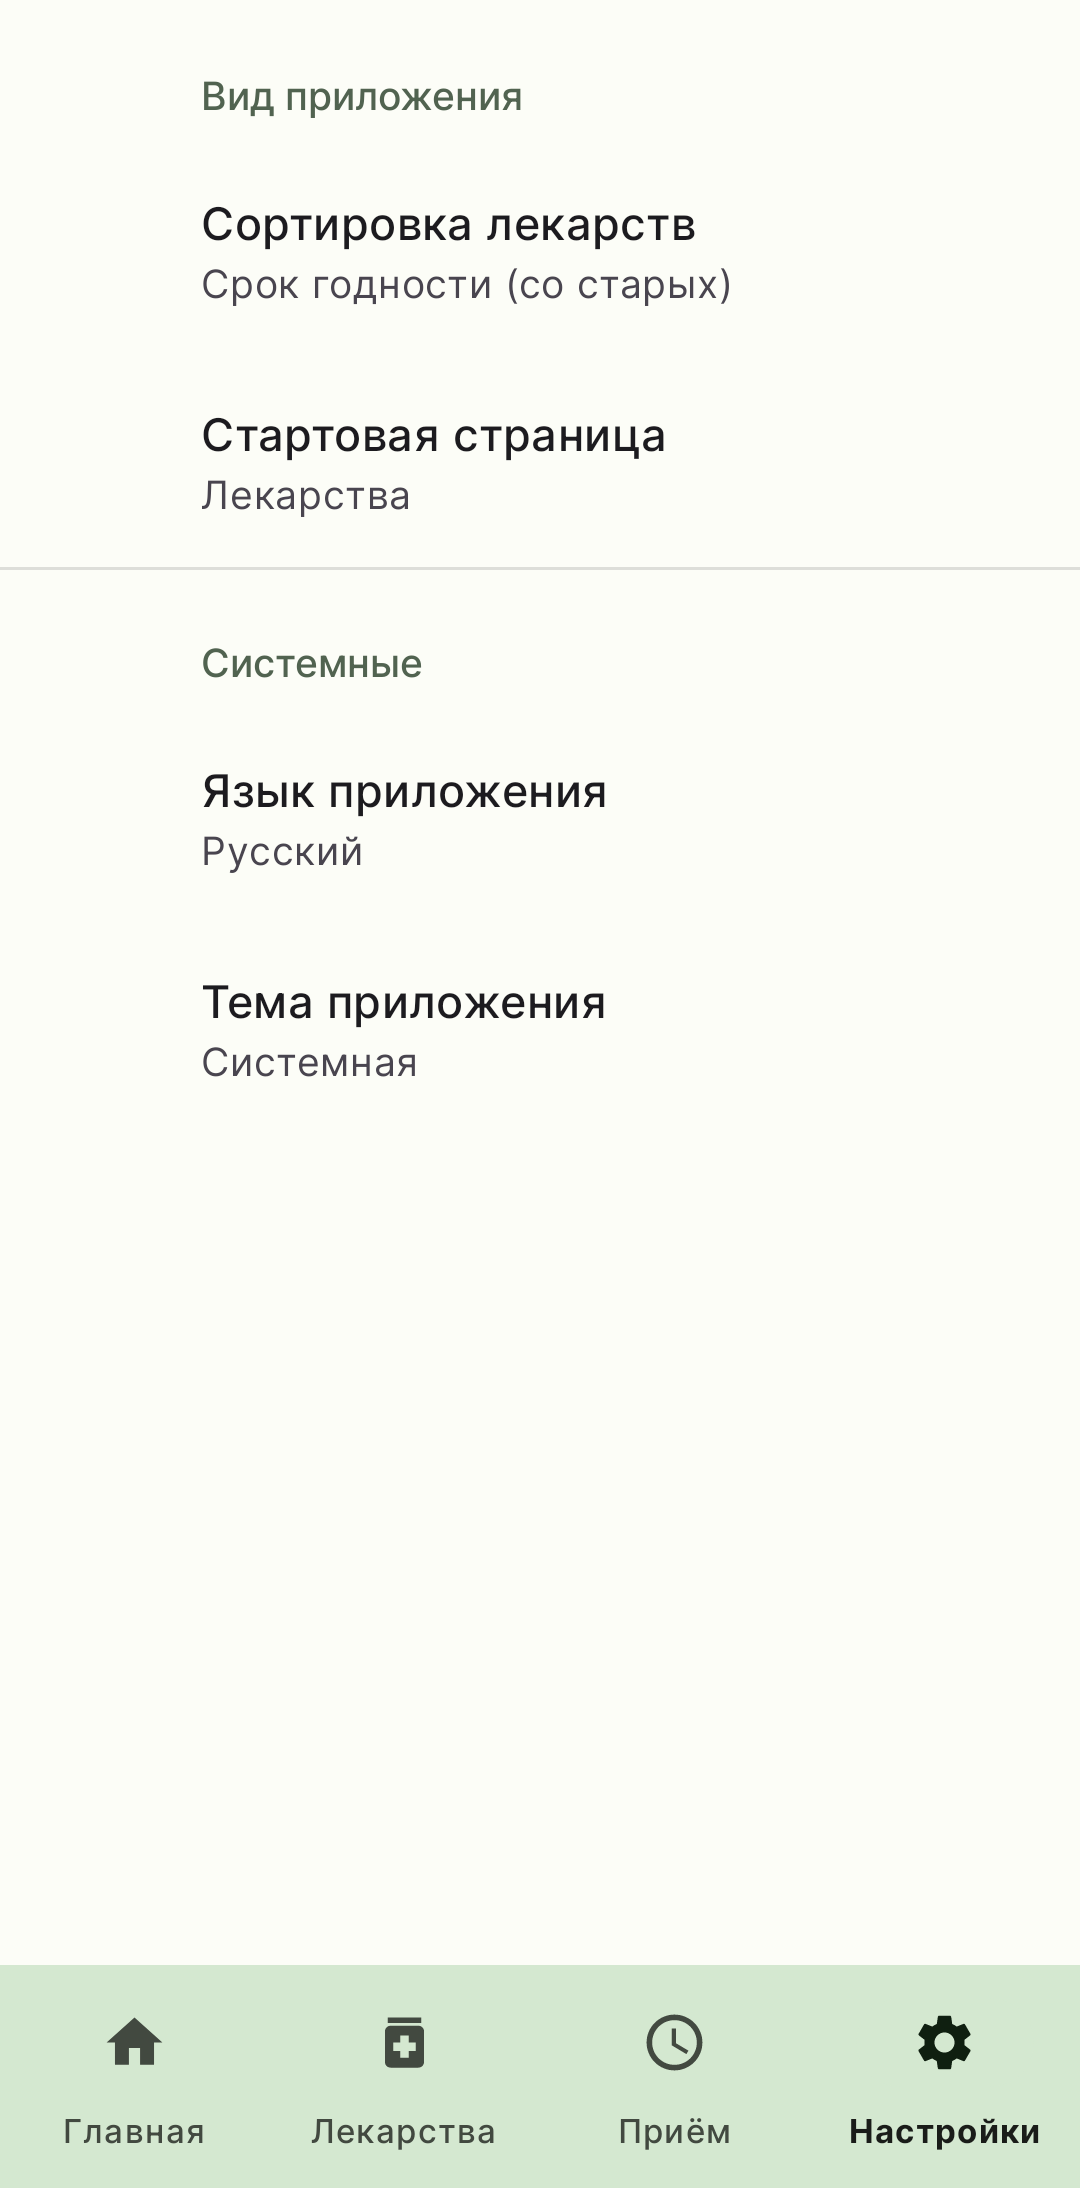 Вид приложения
Сортировка лекарств
Срок годности (со старых)
Стартовая страница
Лекарства
Системные
Язык приложения
Русский
Тема приложения
Системная
Главная
Лекарства
Приём
Настройки